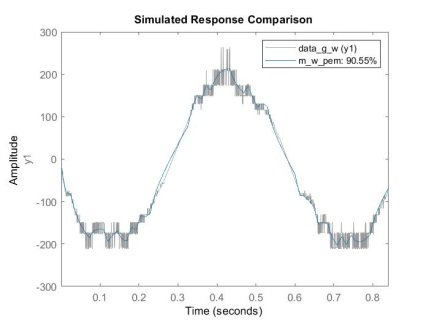 Simulated Response Comparison
data_g_w (y1)
m_w_pem: 90.55%
300
200
100
0
-100
-200
-300
Amplitude
y1
0.1 0.2 0.3 0.4 0.5 0.6 0.7 0.8
Time (seconds)